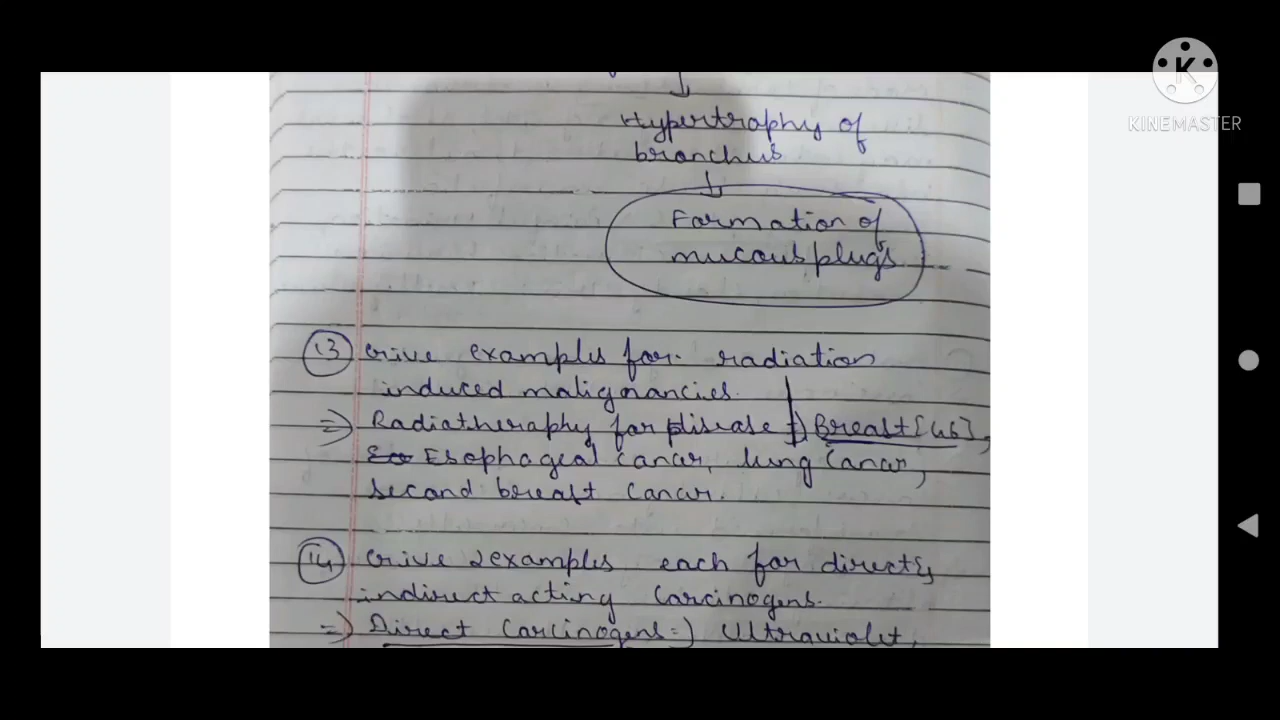 Hypertrophy of
bronchus
Formation of
mucous plugs
13 Give examples for radiation
induced malignancies.
=) Radiotherapy for disease =) Breast
Esophageal cancer, lung cancer,
second breast cancer.
14 Give 2 examples each for direct &
indirect acting carcinogens.
=) Direct carcinogens =) Ultraviolet,
K
KINEMASTER